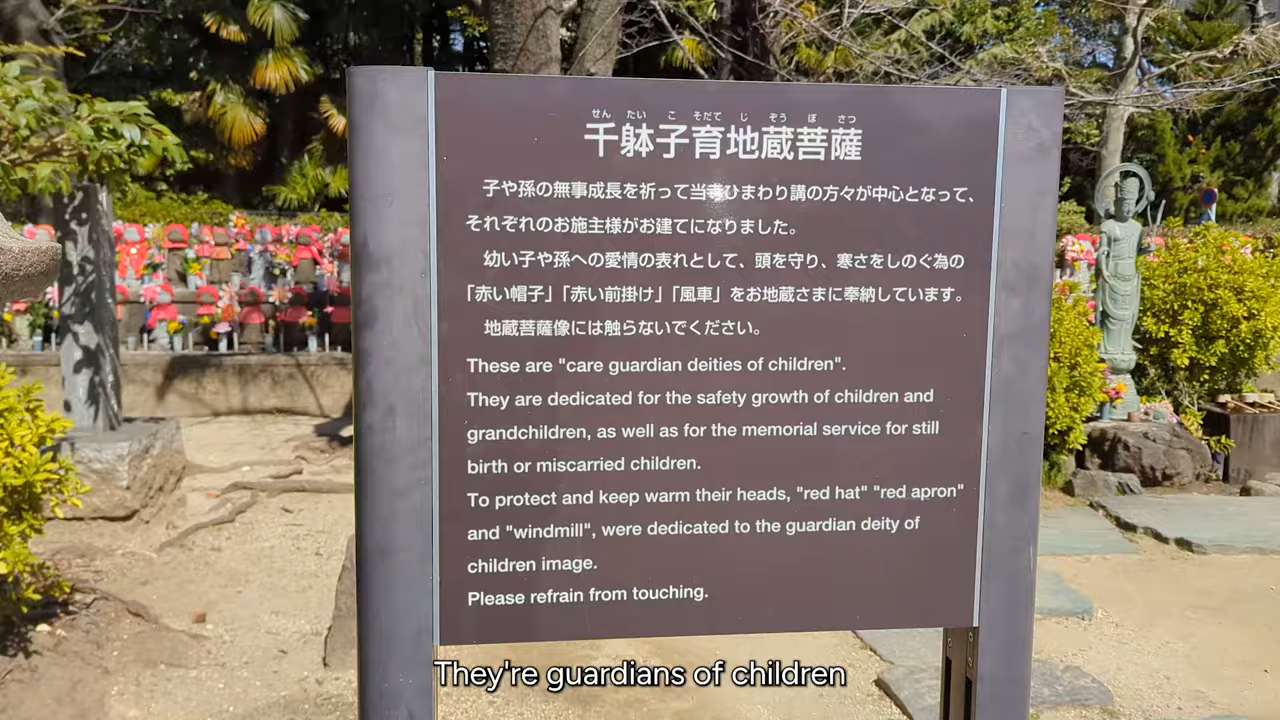 せん たい こ そだて じ ぞう ぼ さつ
千躰子育地蔵菩薩
子や孫の無事成長を祈って当寺ひまわり講の方々が中心となって、
それぞれのお施主様がお建てになりました。
幼い子や孫への愛情の表れとして、頭を守り、寒さをしのぐ為の
「赤い帽子」「赤い前掛け」「風車」をお地蔵さまに奉納しています。
地蔵菩薩像には触らないでください。
These are "care guardian deities of children".
They are dedicated for the safety growth of children and
grandchildren, as well as for the memorial service for still
birth or miscarried children.
To protect and keep warm their heads, "red hat" "red apron"
and "windmill", were dedicated to the guardian deity of
children image.
Please refrain from touching.
They're guardians of children